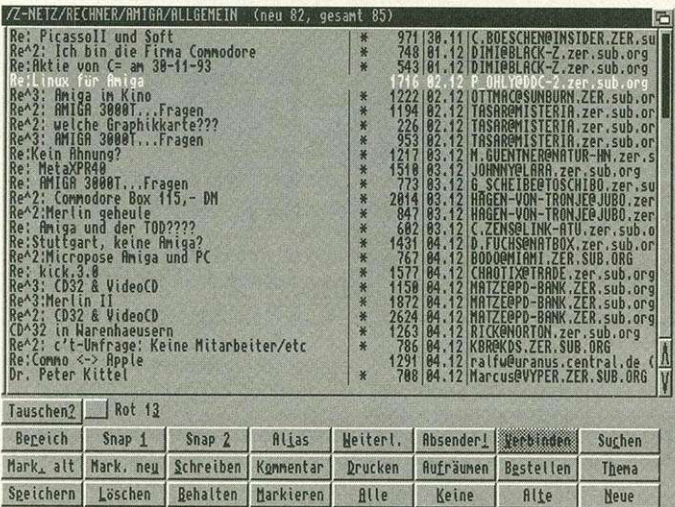 /Z-NETZ/RECHNER/AMIGA/ALLGEMEIN (neu 82, gesamt 85)
Re: PicassoII und Soft * 971|30.11|C.BOESCHEN@INSIDER.ZER.su
Re^2: Ich bin die Firma Commodore * 748|01.11|DIMI@BLACK-Z.zer.sub.org
Re:Aktie von C= am 30-11-93 * 543|01.12|DIMI@BLACK-Z.zer.sub.org
Re:Linux für Amiga 1716 02.12 P_OHLY@DDC-2.zer.sub.org
Re^3: Amiga im Kino * 1222|02.12|OTTMAC@SUNBURN.ZER.sub.or
Re^2: AMIGA 3000T...Fragen * 1194|02.12|TASAR@MISTERIA.zer.sub.or
Re^2: welche Graphikkarte??? * 226|02.12|TASAR@MISTERIA.zer.sub.or
Re^3: AMIGA 3000T...Fragen * 953|02.12|TASAR@MISTERIA.zer.sub.or
Re:Kein Ahnung? * 1217|03.12|M.GUENTNER@NATUR-HN.zer.s
Re: MetaXPR40 * 1510|03.12|JOHNNY@LARA.zer.sub.org
Re: AMIGA 3000T...Fragen * 773|03.12|G_SCHEIBE@TOSCHIBO.zer.su
Re^2: Commodore Box 115,- DM * 2014|03.12|HAGEN-VON-TRONJE@JUBO.zer
Re^2:Merlin geheule * 847|03.12|HAGEN-VON-TRONJE@JUBO.zer
Re: Amiga und der TOD???? * 602|03.12|C.ZENS@LINK-ATU.zer.sub.o
Re:Stuttgart, keine Amiga? * 1431|04.12|D.FUCHS@NATBOX.zer.sub.or
Re^2:Micropose Amiga und PC * 767|04.12|BODO@MIAMI.ZER.SUB.ORG
Re: kick.3.0 * 1577|04.12|CHAOTIX@TRADE.zer.sub.org
Re^3: CD32 & VideoCD * 1150|04.12|MATZE@PD-BANK.ZER.sub.org
Re^3:Merlin II * 1872|04.12|MATZE@PD-BANK.ZER.sub.org
Re^2: CD32 & VideoCD * 2624|04.12|MATZE@PD-BANK.ZER.sub.org
CD^32 in Warenhaeusern * 1263|04.12|RICK@NORTON.zer.sub.org
Re^2: c't-Umfrage: Keine Mitarbeiter/etc * 786|04.12|KBR@KDS.ZER.SUB.ORG
Re:Commo <-> Apple 1291|04.12|ralfw@uranus.central.de (
Dr. Peter Kittel * 708|04.12|Marcus@VYPER.ZER.SUB.ORG
Tauschen? Rot 13
Bereich Snap 1 Snap 2 Alias Weiterl. Absender! Verbinden Suchen
Mark. alt Mark. neu Schreiben Kommentar Drucken Aufräumen Bestellen Thema
Speichern Löschen Behalten Markieren Alle Keine Alte Neue